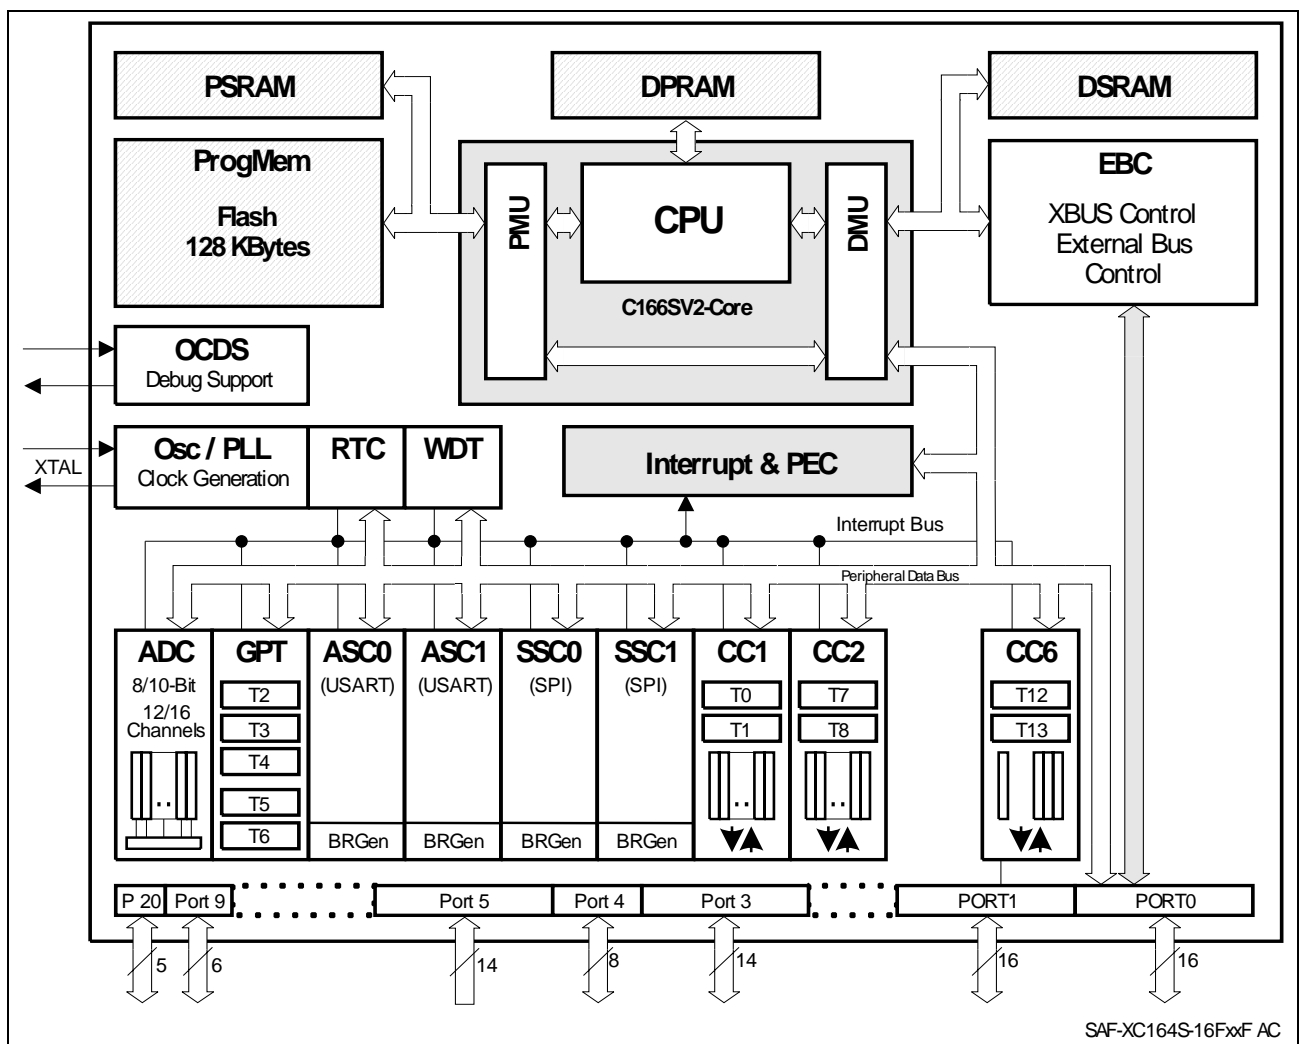 PSRAM
DPRAM
DSRAM
ProgMem
Flash
128 KBytes
PMU
CPU
DMU
C166SV2-Core
EBC
XBUS Control
External Bus
Control
OCDS
Debug Support
XTAL
Osc / PLL
Clock Generation
RTC
WDT
Interrupt & PEC
Interrupt Bus
Peripheral Data Bus
ADC
8/10-Bit
12/16
Channels
GPT
T2
T3
T4
T5
T6
ASC0
(USART)
BRGen
ASC1
(USART)
BRGen
SSC0
(SPI)
BRGen
SSC1
(SPI)
BRGen
CC1
T0
T1
CC2
T7
T8
CC6
T12
T13
P 20
Port 9
Port 5
Port 4
Port 3
PORT1
PORT0
5
6
14
8
14
16
16
SAF-XC164S-16FxxF AC